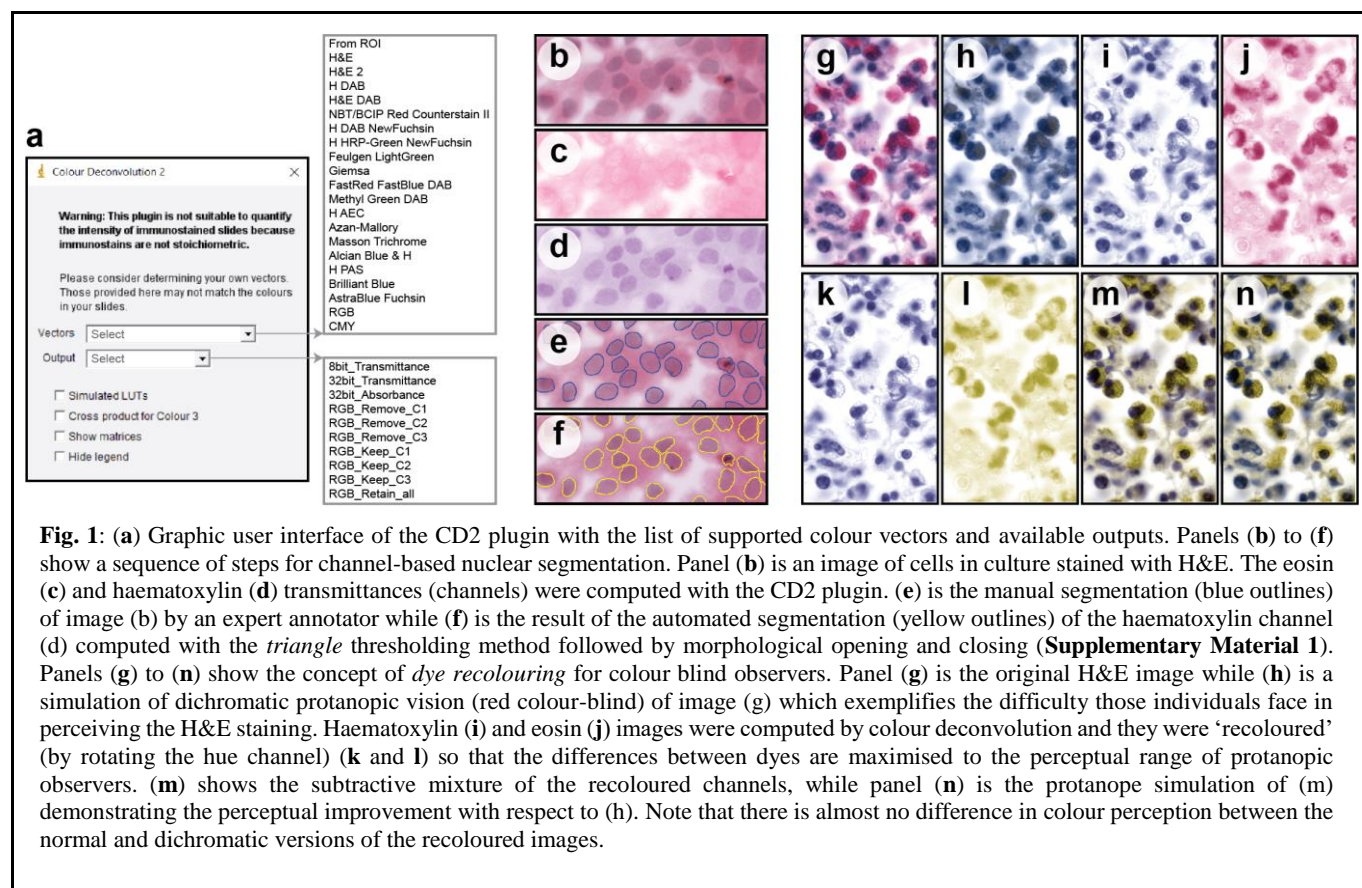 a
Colour Deconvolution 2
Warning: This plugin is not suitable to quantify
the intensity of immunostained slides because
immunostains are not stoichiometric.
Please consider determining your own vectors.
Those provided here may not match the colours
in your slides.
Vectors Select
Output Select
Simulated LUTs
Cross product for Colour 3
Show matrices
Hide legend
From ROI
H&E
H&E 2
H DAB
H&E DAB
NBT/BCIP Red Counterstain II
H DAB NewFuchsin
H HRP-Green NewFuchsin
Feulgen LightGreen
Giemsa
FastRed FastBlue DAB
Methyl Green DAB
H AEC
Azan-Mallory
Masson Trichrome
Alcian Blue & H
H PAS
Brilliant Blue
AstraBlue Fuchsin
RGB
CMY
8bit_Transmittance
32bit_Transmittance
32bit_Absorbance
RGB_Remove_C1
RGB_Remove_C2
RGB_Remove_C3
RGB_Keep_C1
RGB_Keep_C2
RGB_Keep_C3
RGB_Retain_all
b
c
d
e
f
g h i j
k l m n
Fig. 1: (a) Graphic user interface of the CD2 plugin with the list of supported colour vectors and available outputs. Panels (b) to (f)
show a sequence of steps for channel-based nuclear segmentation. Panel (b) is an image of cells in culture stained with H&E. The eosin
(c) and haematoxylin (d) transmittances (channels) were computed with the CD2 plugin. (e) is the manual segmentation (blue outlines)
of image (b) by an expert annotator while (f) is the result of the automated segmentation (yellow outlines) of the haematoxylin channel
(d) computed with the triangle thresholding method followed by morphological opening and closing (Supplementary Material 1).
Panels (g) to (n) show the concept of dye recolouring for colour blind observers. Panel (g) is the original H&E image while (h) is a
simulation of dichromatic protanopic vision (red colour-blind) of image (g) which exemplifies the difficulty those individuals face in
perceiving the H&E staining. Haematoxylin (i) and eosin (j) images were computed by colour deconvolution and they were ‘recoloured’
(by rotating the hue channel) (k and l) so that the differences between dyes are maximised to the perceptual range of protanopic
observers. (m) shows the subtractive mixture of the recoloured channels, while panel (n) is the protanope simulation of (m)
demonstrating the perceptual improvement with respect to (h). Note that there is almost no difference in colour perception between the
normal and dichromatic versions of the recoloured images.